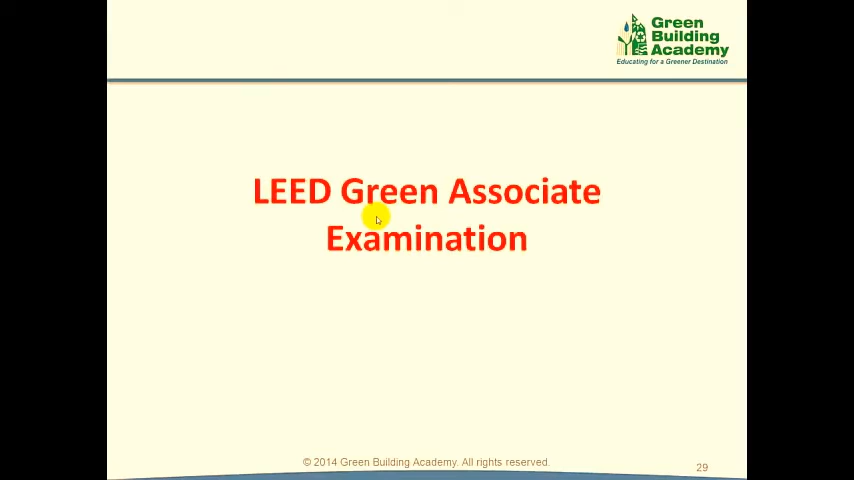 Green
Building
Academy
Educating for a Greener Destination
LEED Green Associate
Examination
© 2014 Green Building Academy. All rights reserved.
29